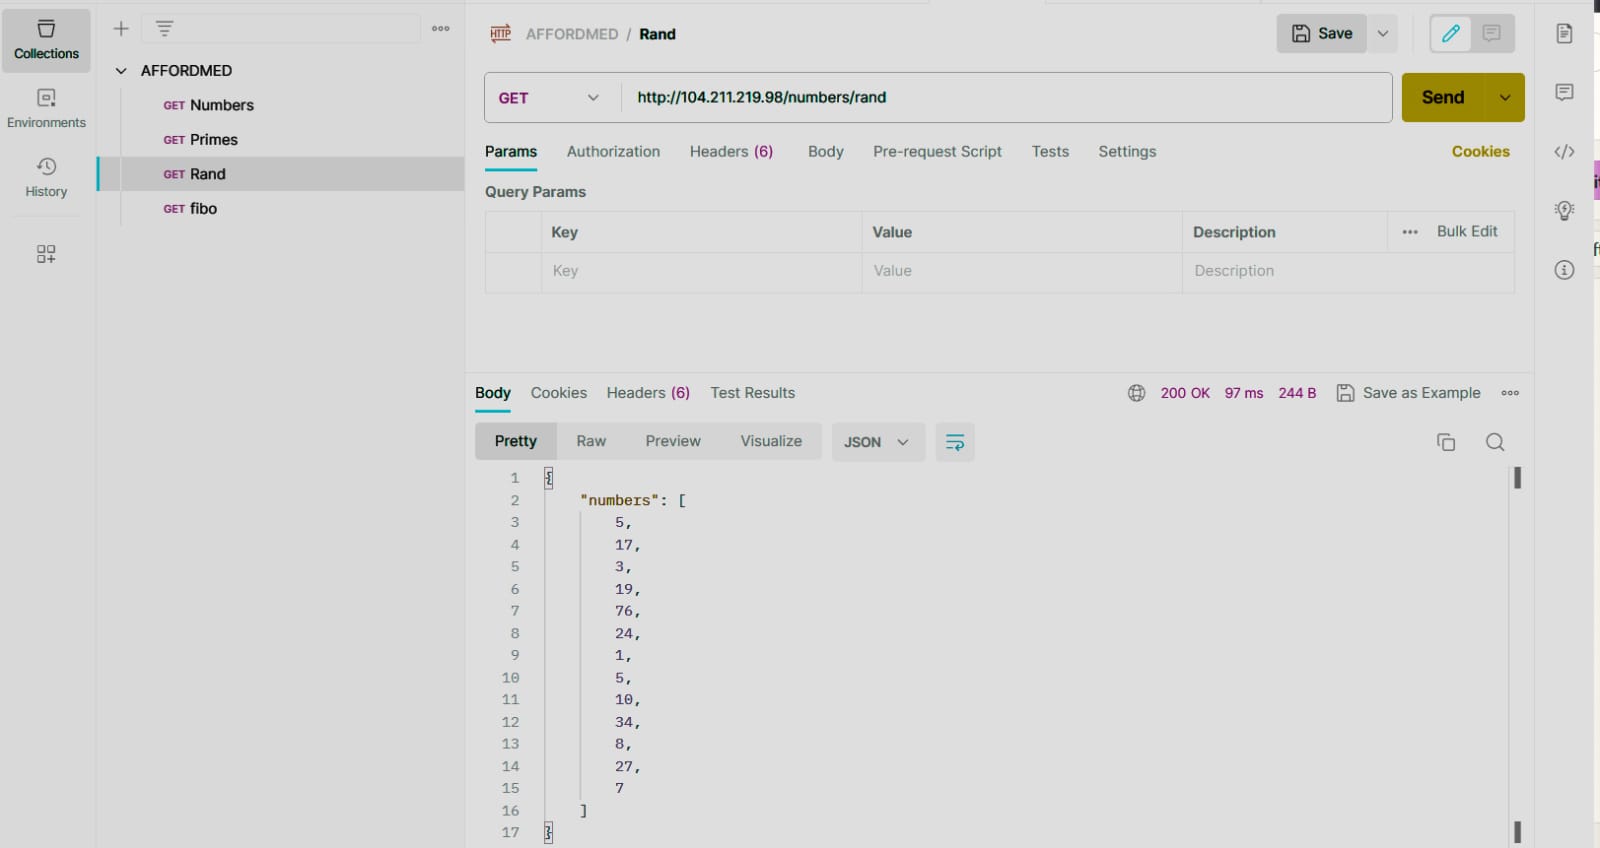 Collections
Environments
History
AFFORDMED
GET Numbers
GET Primes
GET Rand
GET fibo
HTTP AFFORDMED / Rand
Save
GET http://104.211.219.98/numbers/rand
Send
Params Authorization Headers (6) Body Pre-request Script Tests Settings Cookies
Query Params
Key Value Description ••• Bulk Edit
Key Value Description
Body Cookies Headers (6) Test Results 200 OK 97 ms 244 B Save as Example
Pretty Raw Preview Visualize JSON
1 {
2 "numbers": [
3 5,
4 17,
5 3,
6 19,
7 76,
8 24,
9 1,
10 5,
11 10,
12 34,
13 8,
14 27,
15 7
16 ]
17 }